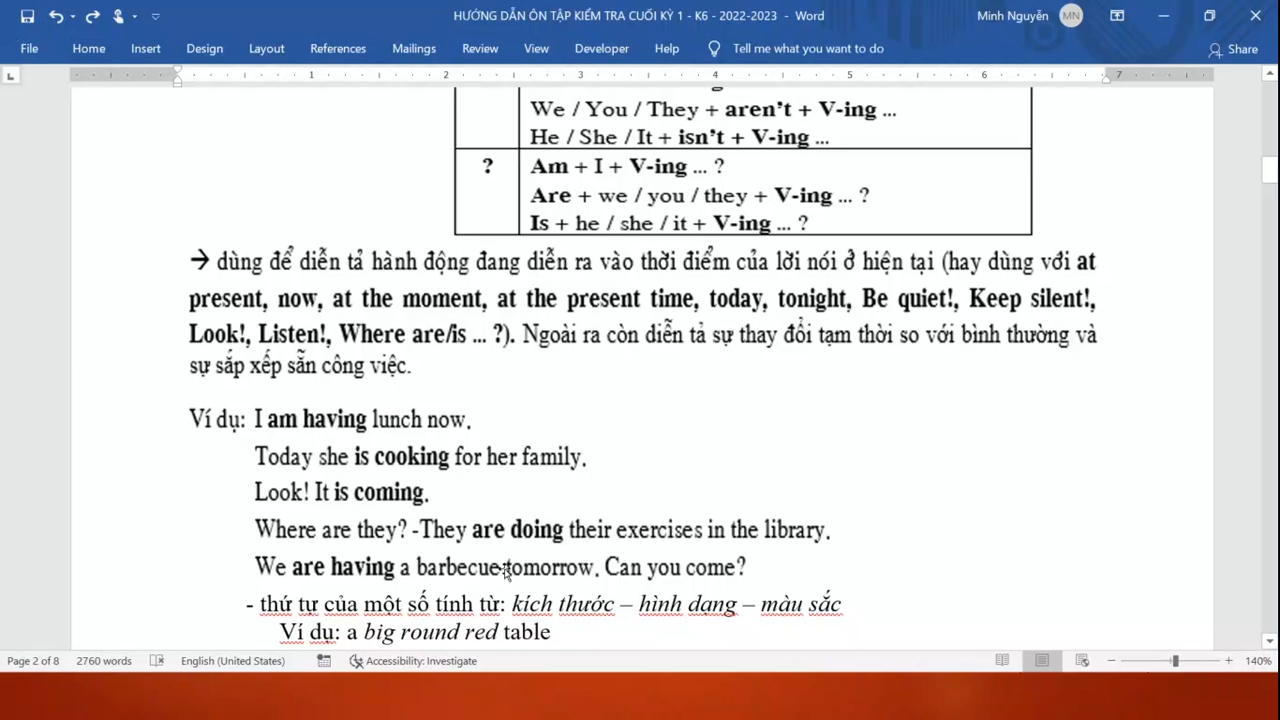 HƯỚNG DẪN ÔN TẬP KIỂM TRA CUỐI KỲ 1 - K6 - 2022-2023 - Word
Minh Nguyễn MN
File Home Insert Design Layout References Mailings Review View Developer Help Tell me what you want to do Share
1 2 3 4 5 6 7
We / You / They + aren't + V-ing ...
He / She / It + isn't + V-ing ...
? Am + I + V-ing ... ?
Are + we / you / they + V-ing ... ?
Is + he / she / it + V-ing ... ?
→ dùng để diễn tả hành động đang diễn ra vào thời điểm của lời nói ở hiện tại (hay dùng với at
present, now, at the moment, at the present time, today, tonight, Be quiet!, Keep silent!,
Look!, Listen!, Where are/is ... ?). Ngoài ra còn diễn tả sự thay đổi tạm thời so với bình thường và
sự sắp xếp sẵn công việc.
Ví dụ: I am having lunch now.
Today she is cooking for her family.
Look! It is coming.
Where are they? -They are doing their exercises in the library.
We are having a barbecue tomorrow. Can you come?
- thứ tự của một số tính từ: kích thước – hình dạng – màu sắc
Ví dụ: a big round red table
Page 2 of 8 2760 words English (United States) Accessibility: Investigate 140%